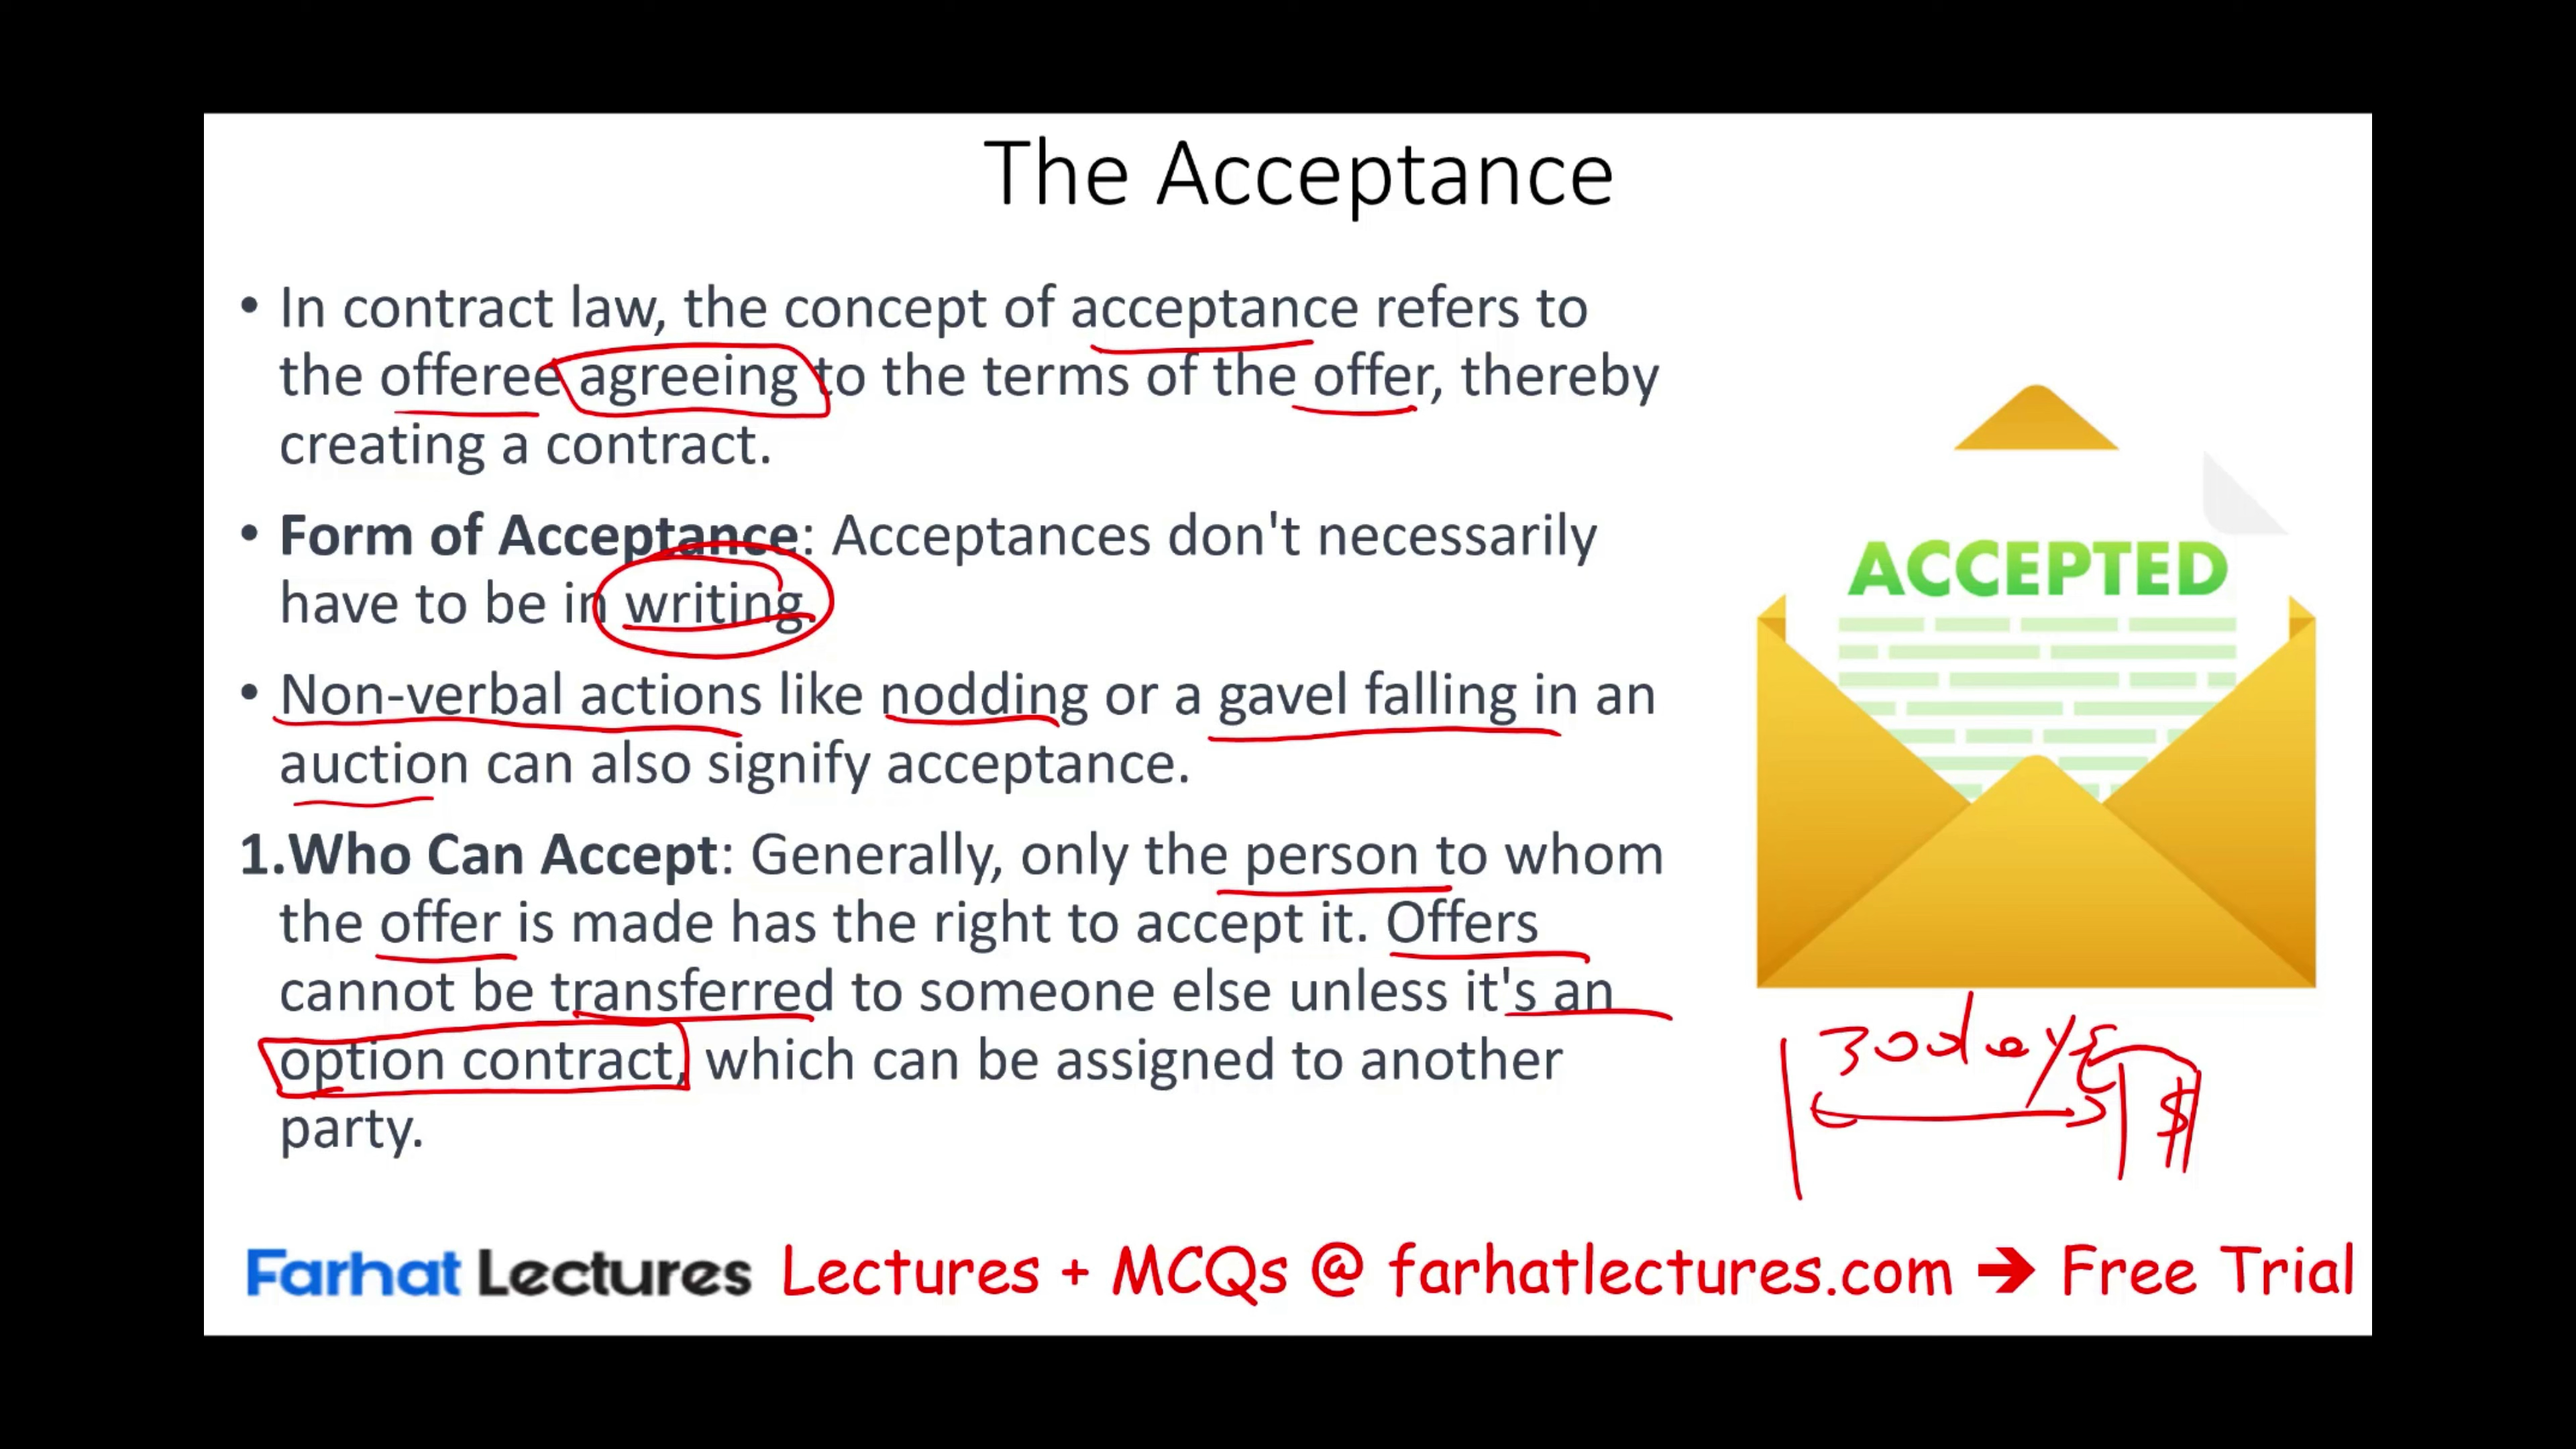 The Acceptance
• In contract law, the concept of acceptance refers to
the offeree agreeing to the terms of the offer, thereby
creating a contract.
• Form of Acceptance: Acceptances don't necessarily
have to be in writing.
• Non-verbal actions like nodding or a gavel falling in an
auction can also signify acceptance.
1.Who Can Accept: Generally, only the person to whom
the offer is made has the right to accept it. Offers
cannot be transferred to someone else unless it's an
option contract, which can be assigned to another
party.
ACCEPTED
30 days
$
Farhat Lectures Lectures + MCQs @ farhatlectures.com ➔ Free Trial